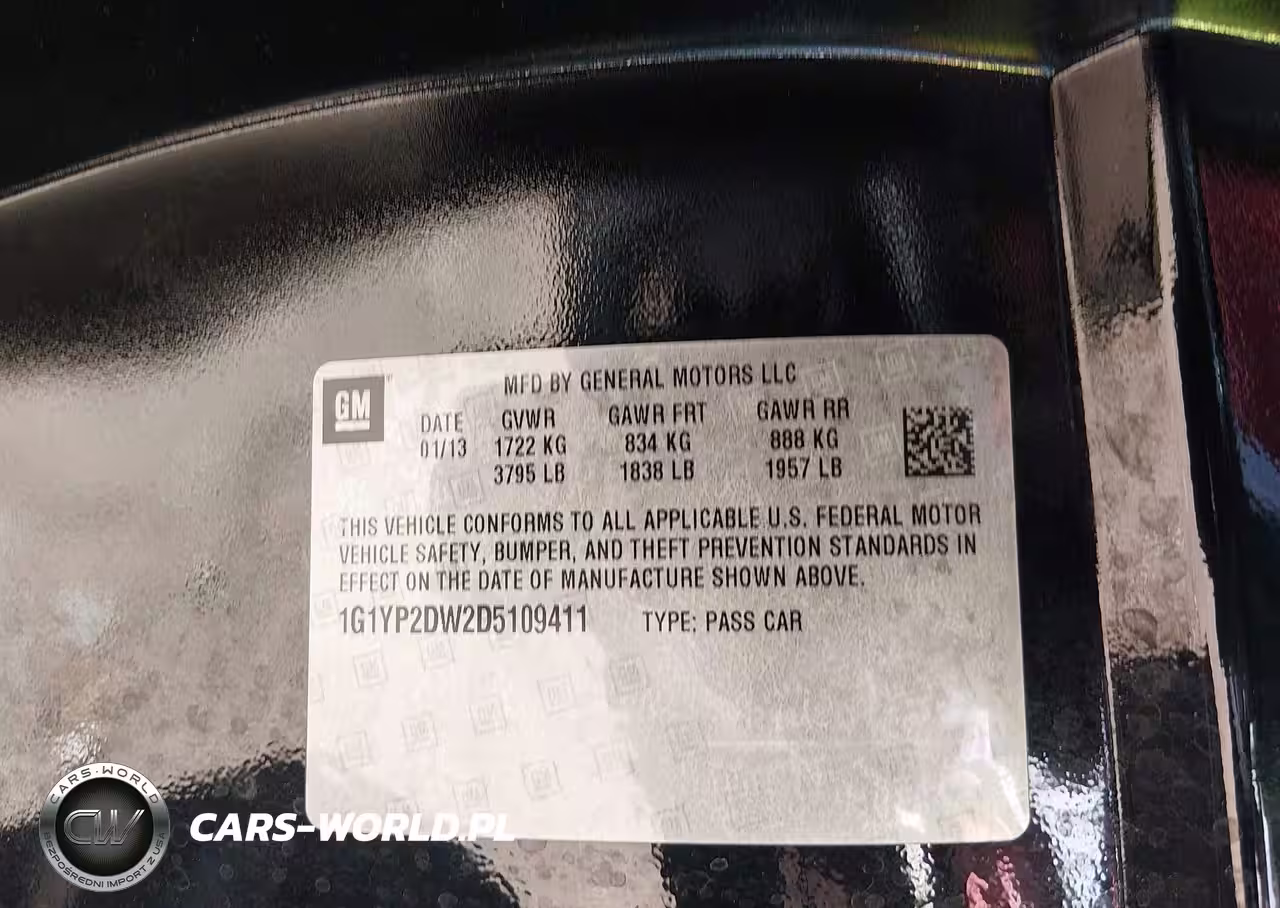 GM
MFD BY GENERAL MOTORS LLC
DATE GVWR GAWR FRT GAWR RR
01/13 1722 KG 834 KG 888 KG
3795 LB 1838 LB 1957 LB
THIS VEHICLE CONFORMS TO ALL APPLICABLE U.S. FEDERAL MOTOR
VEHICLE SAFETY, BUMPER, AND THEFT PREVENTION STANDARDS IN
EFFECT ON THE DATE OF MANUFACTURE SHOWN ABOVE.
1G1YP2DW2D5109411 TYPE: PASS CAR
CARS-WORLD
CW
BEZPOŚREDNI IMPORT Z USA
CARS-WORLD.PL